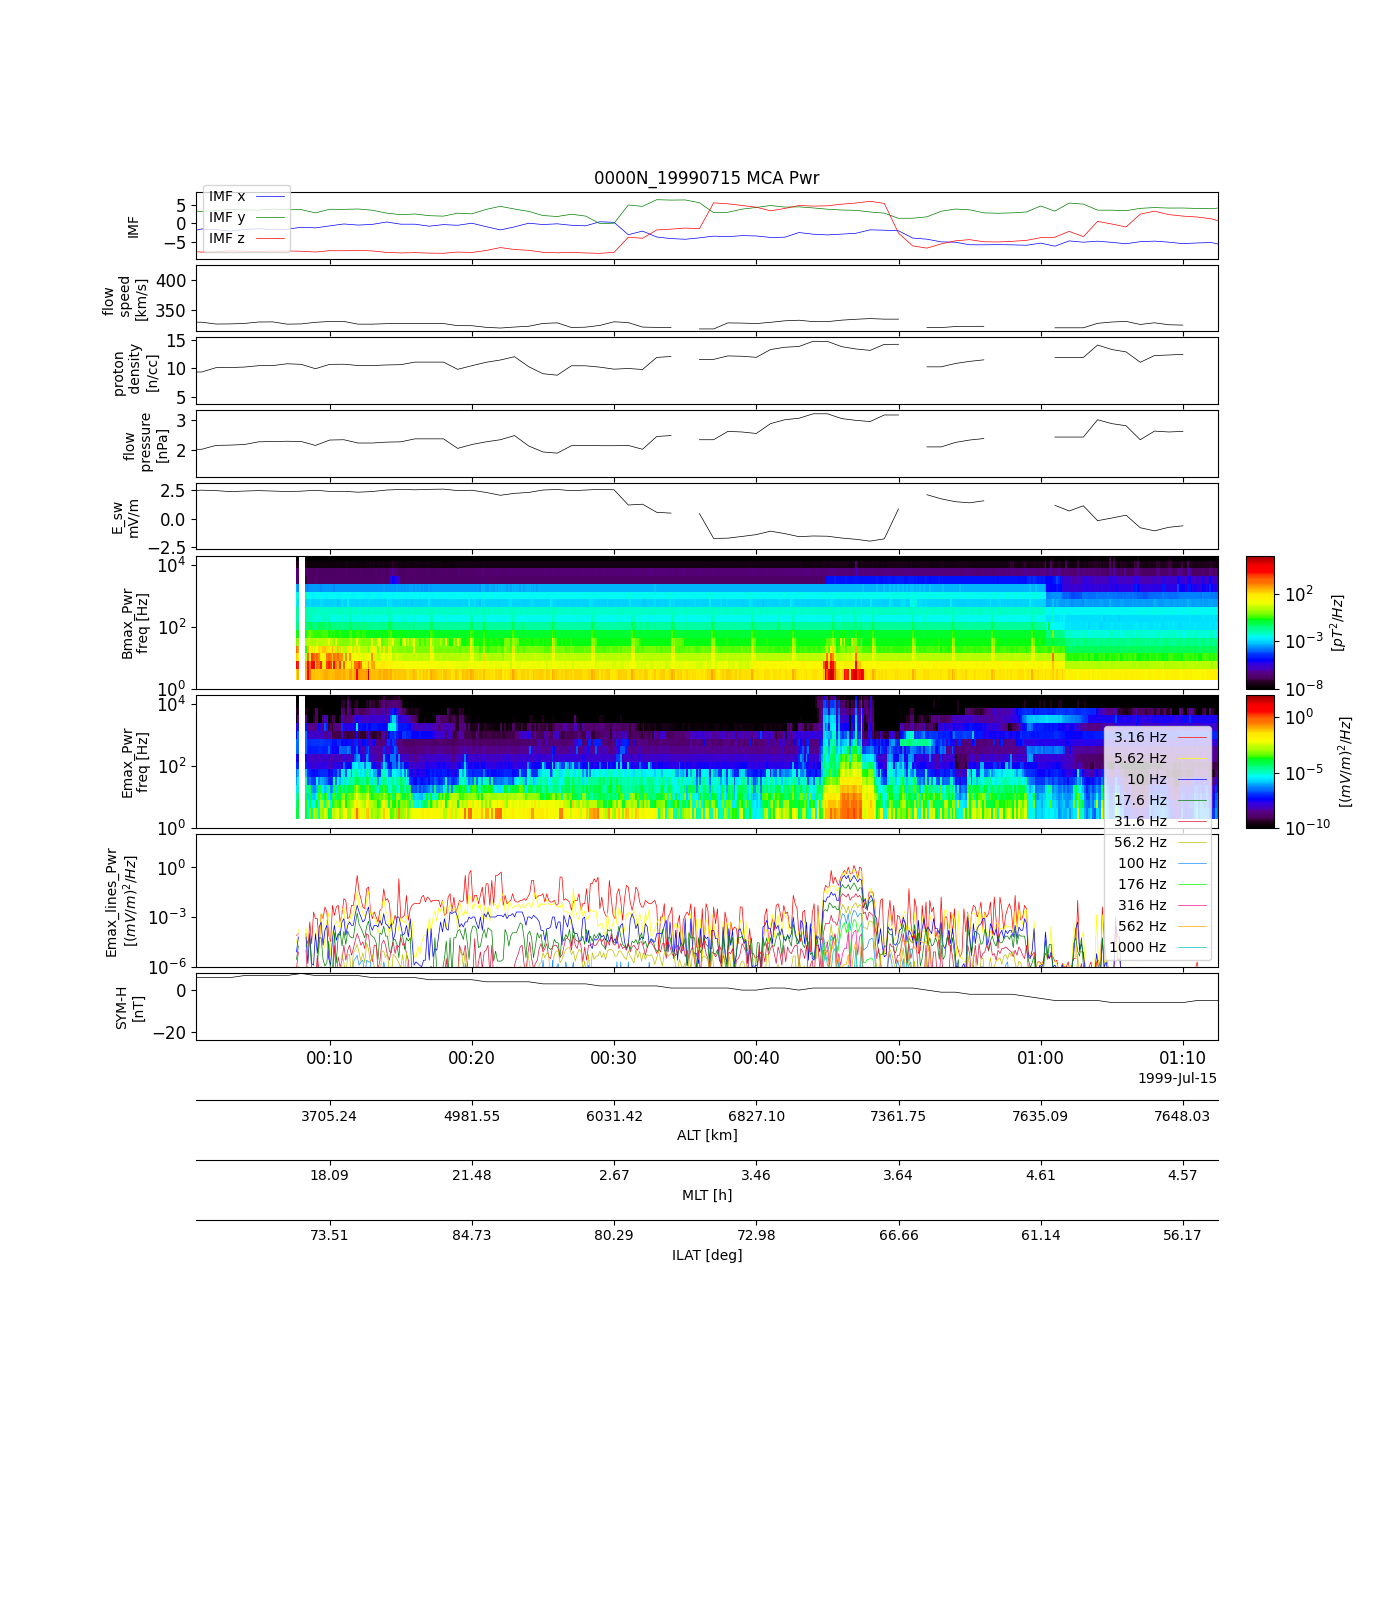 0000N_19990715 MCA Pwr
IMF
5
0
−5
IMF x
IMF y
IMF z
flow
speed
[km/s]
400
350
proton
density
[n/cc]
15
10
5
flow
pressure
[nPa]
3
2
E_sw
mV/m
2.5
0.0
−2.5
Bmax_Pwr
freq [Hz]
10^4
10^2
10^0
10^2
10^-3
10^-8
[pT^2/Hz]
Emax_Pwr
freq [Hz]
10^4
10^2
10^0
10^0
10^-5
10^-10
[(mV/m)^2/Hz]
Emax_lines_Pwr
[(mV/m)^2/Hz]
10^0
10^-3
10^-6
3.16 Hz
5.62 Hz
10 Hz
17.6 Hz
31.6 Hz
56.2 Hz
100 Hz
176 Hz
316 Hz
562 Hz
1000 Hz
SYM-H
[nT]
0
−20
00:10 00:20 00:30 00:40 00:50 01:00 01:10
1999-Jul-15
3705.24 4981.55 6031.42 6827.10 7361.75 7635.09 7648.03
ALT [km]
18.09 21.48 2.67 3.46 3.64 4.61 4.57
MLT [h]
73.51 84.73 80.29 72.98 66.66 61.14 56.17
ILAT [deg]